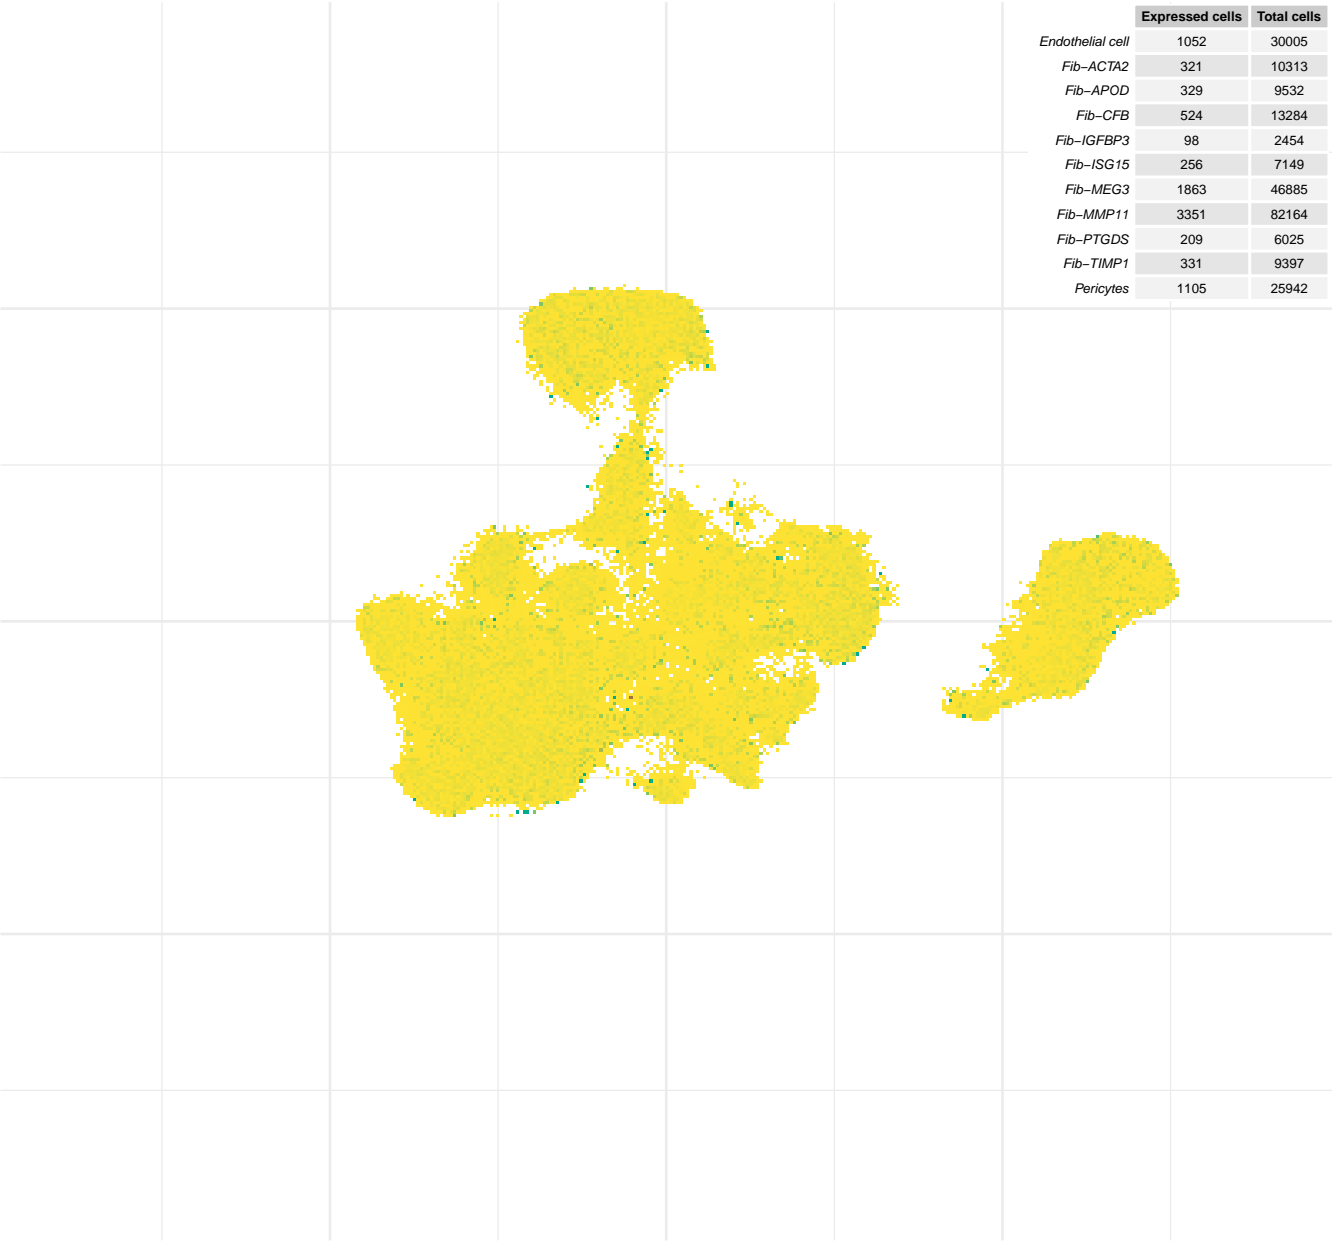 Expressed cells Total cells
Endothelial cell 1052 30005
Fib−ACTA2 321 10313
Fib−APOD 329 9532
Fib−CFB 524 13284
Fib−IGFBP3 98 2454
Fib−ISG15 256 7149
Fib−MEG3 1863 46885
Fib−MMP11 3351 82164
Fib−PTGDS 209 6025
Fib−TIMP1 331 9397
Pericytes 1105 25942